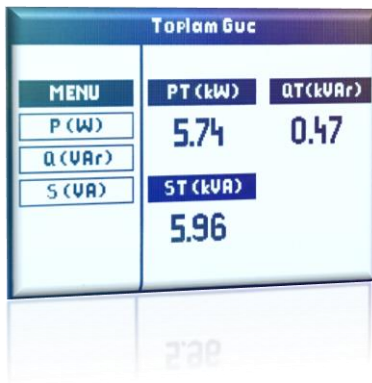 Toplam Guc
MENU
P (W)
Q (VAr)
S (VA)
PT (kW)
QT(kVAr)
5.74
0.47
ST (kVA)
5.96